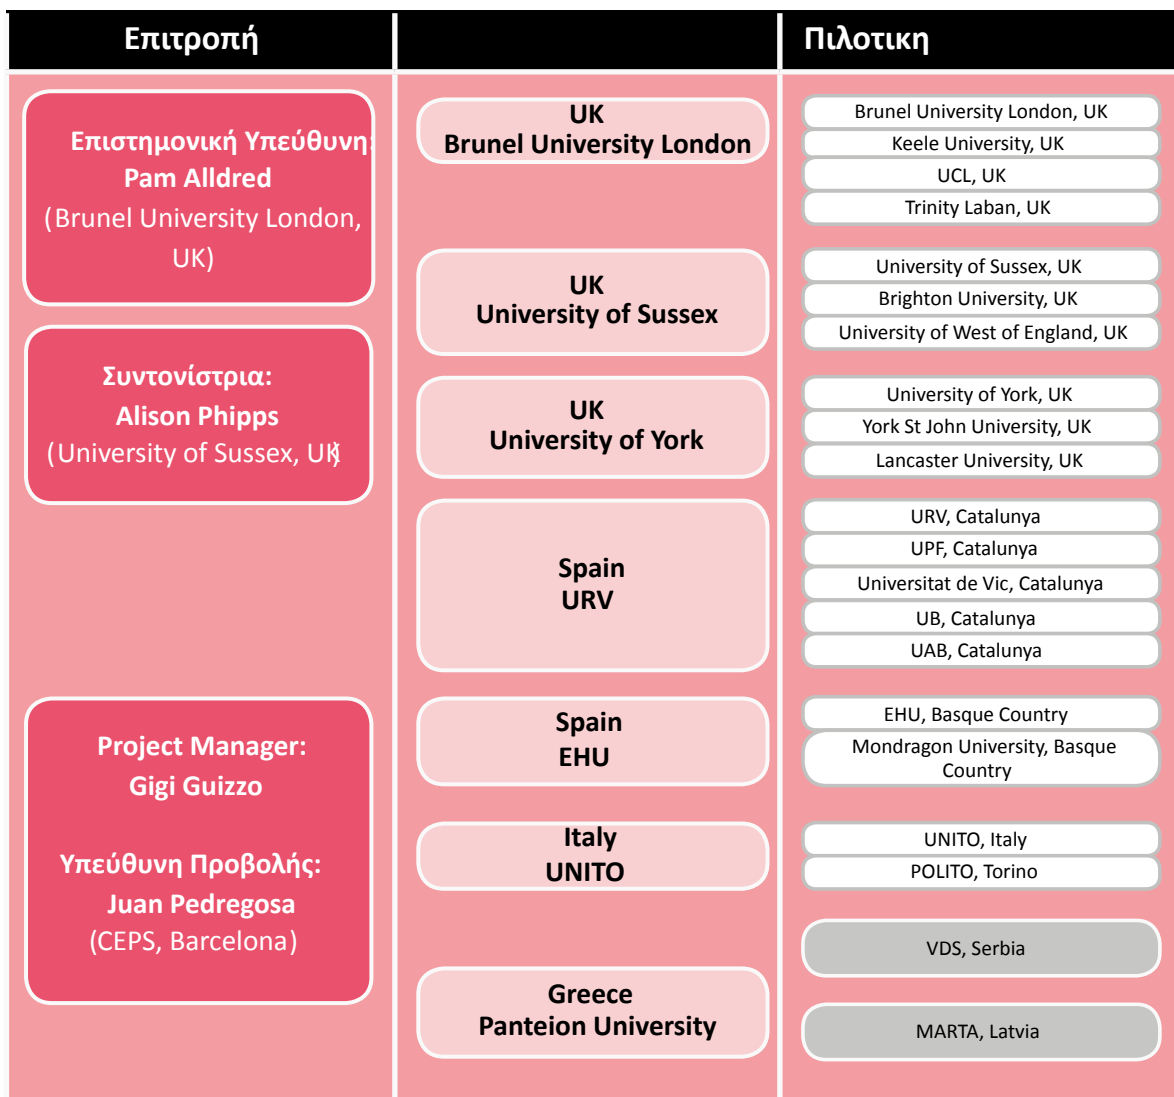 Επιτροπή
Πιλοτικη
Επιστημονική Υπεύθυνη:
Pam Alldred
(Brunel University London,
UK)
Συντονίστρια:
Alison Phipps
(University of Sussex, UK)
Project Manager:
Gigi Guizzo
Υπεύθυνη Προβολής:
Juan Pedregosa
(CEPS, Barcelona)
UK
Brunel University London
UK
University of Sussex
UK
University of York
Spain
URV
Spain
EHU
Italy
UNITO
Greece
Panteion University
Brunel University London, UK
Keele University, UK
UCL, UK
Trinity Laban, UK
University of Sussex, UK
Brighton University, UK
University of West of England, UK
University of York, UK
York St John University, UK
Lancaster University, UK
URV, Catalunya
UPF, Catalunya
Universitat de Vic, Catalunya
UB, Catalunya
UAB, Catalunya
EHU, Basque Country
Mondragon University, Basque
Country
UNITO, Italy
POLITO, Torino
VDS, Serbia
MARTA, Latvia